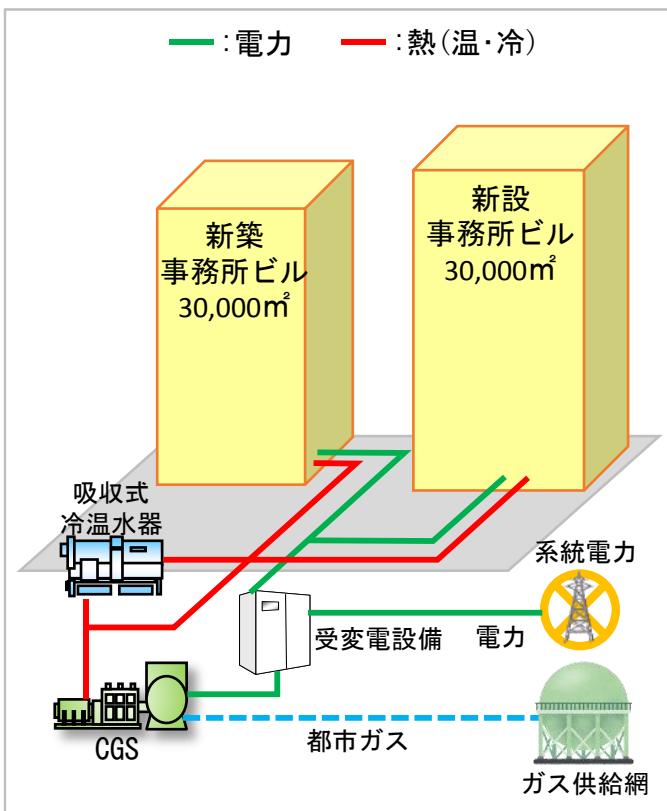 :電力 :熱(温・冷)
新築
事務所ビル
30,000㎡
新設
事務所ビル
30,000㎡
吸収式
冷温水器
系統電力
受変電設備 電力
CGS
都市ガス
ガス供給網